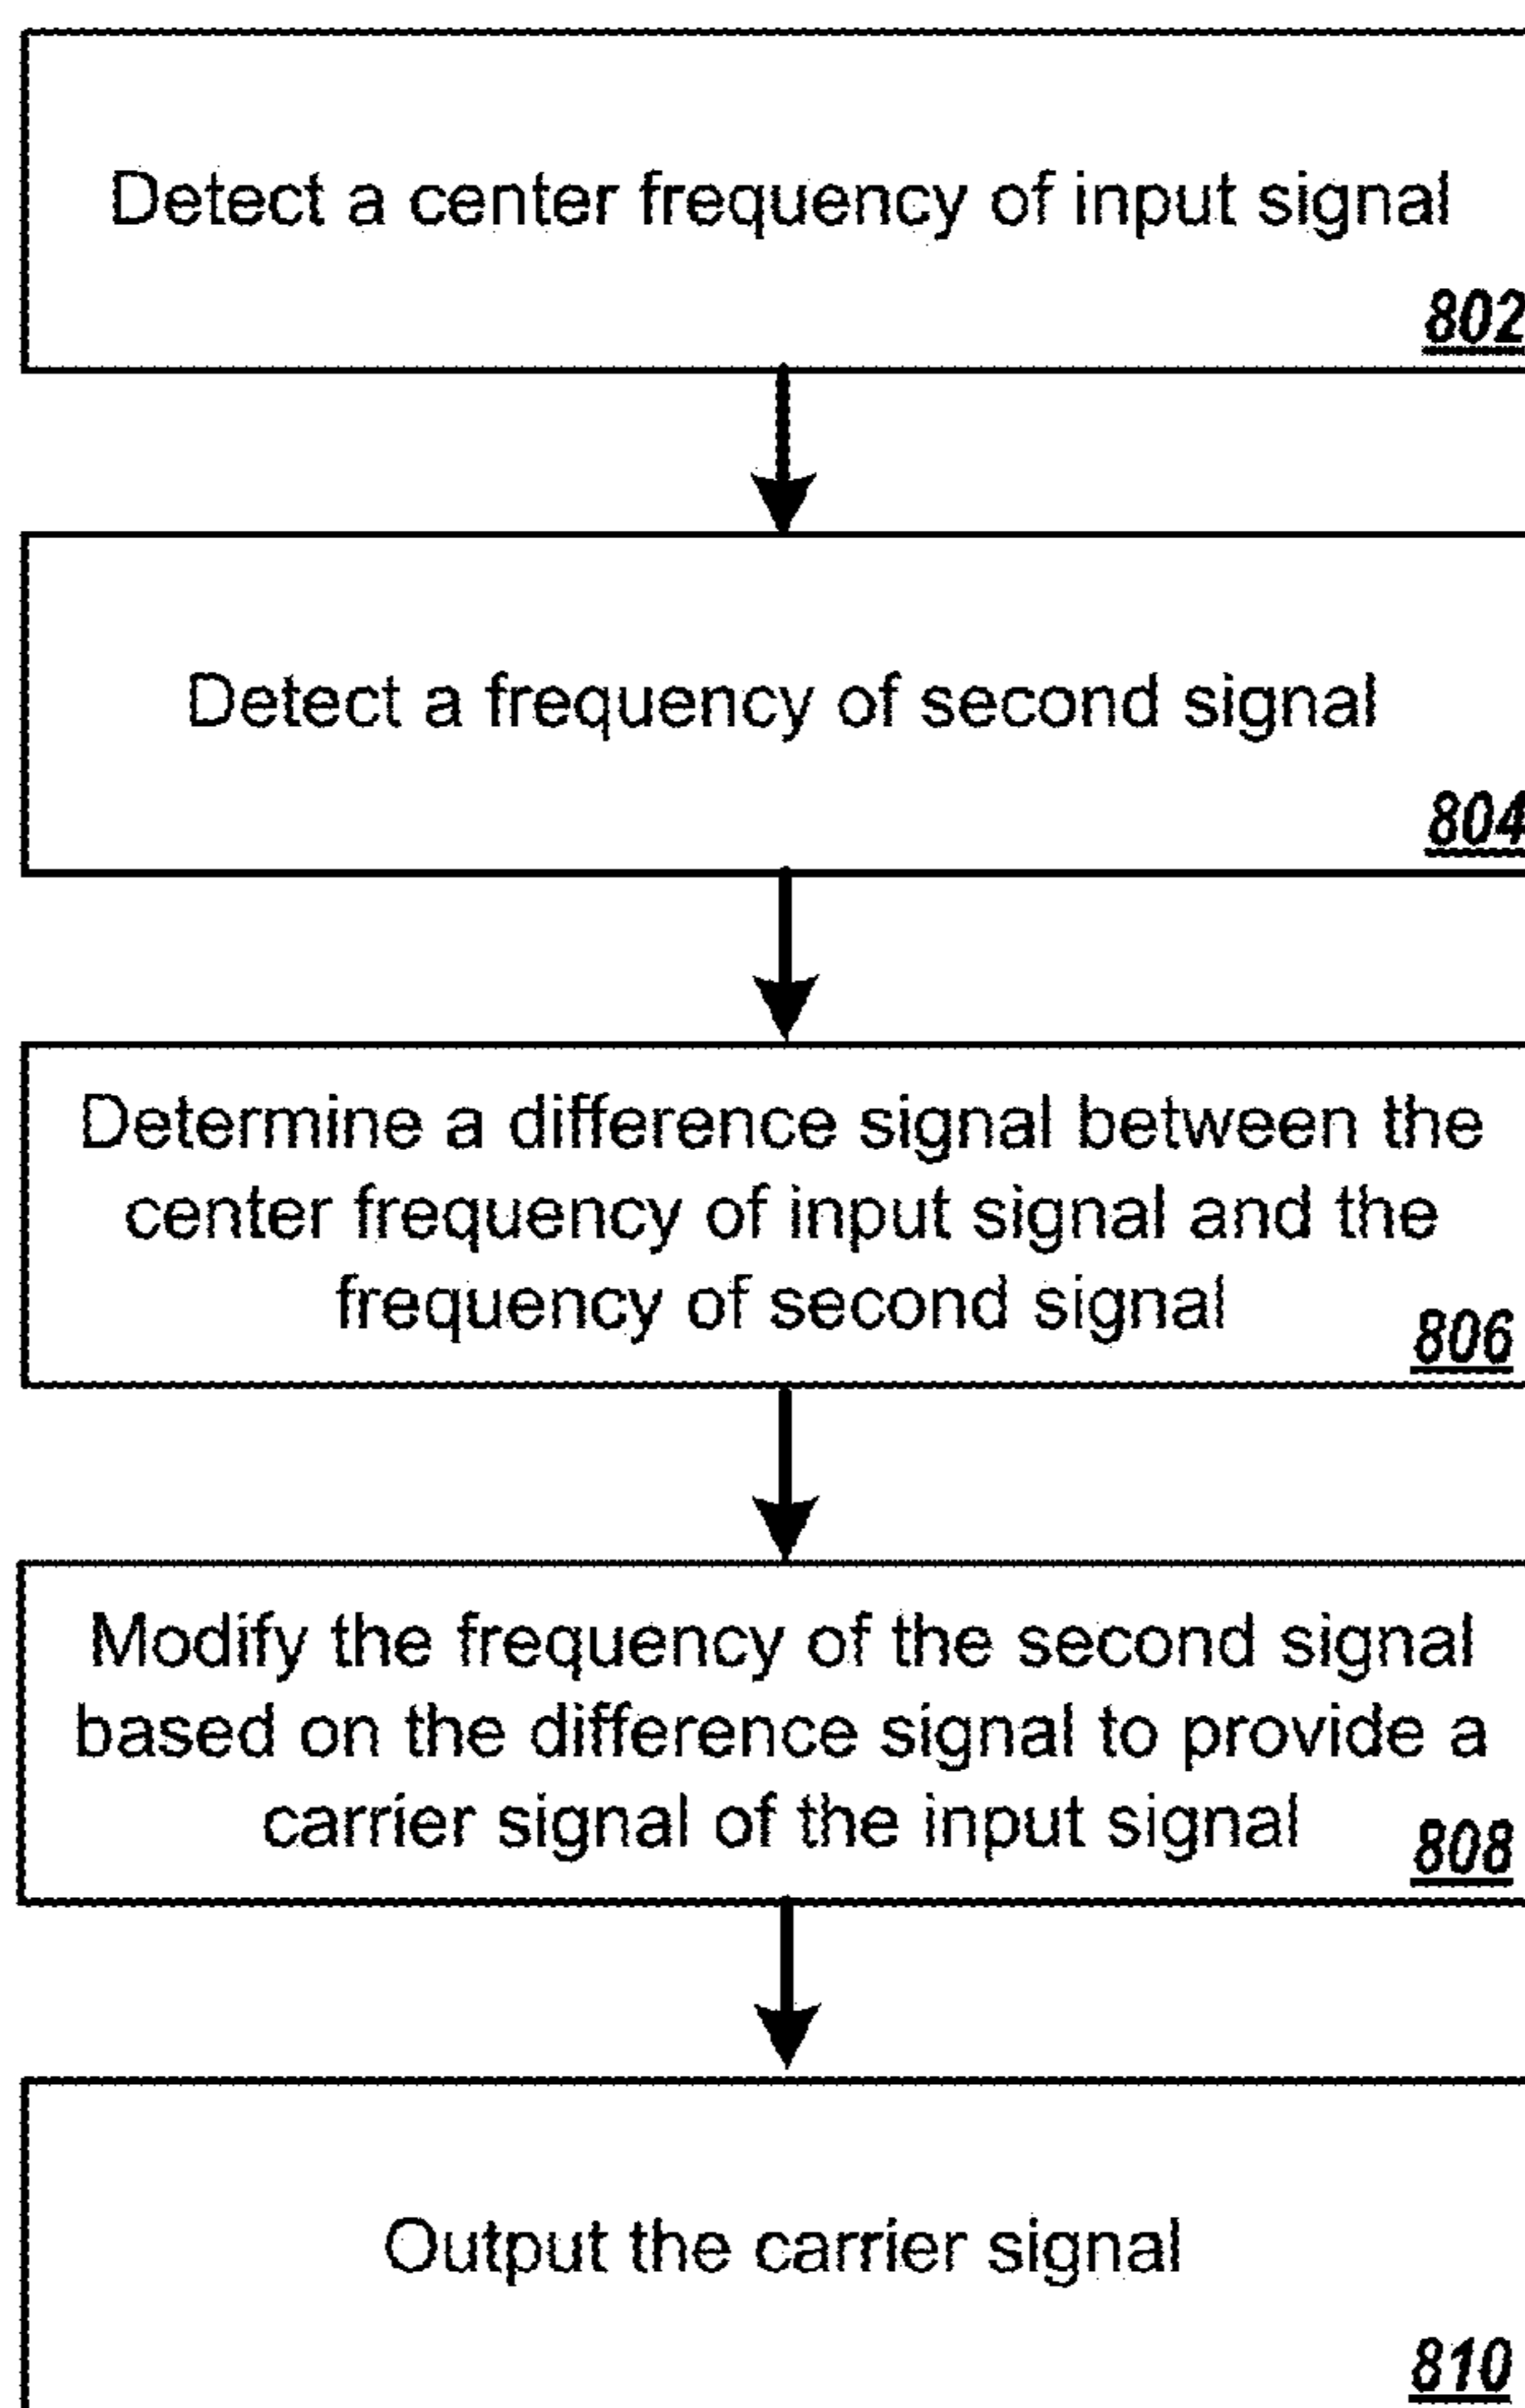 Detect a center frequency of input signal
802
Detect a frequency of second signal
804
Determine a difference signal between the
center frequency of input signal and the
frequency of second signal
806
Modify the frequency of the second signal
based on the difference signal to provide a
carrier signal of the input signal
808
Output the carrier signal
810